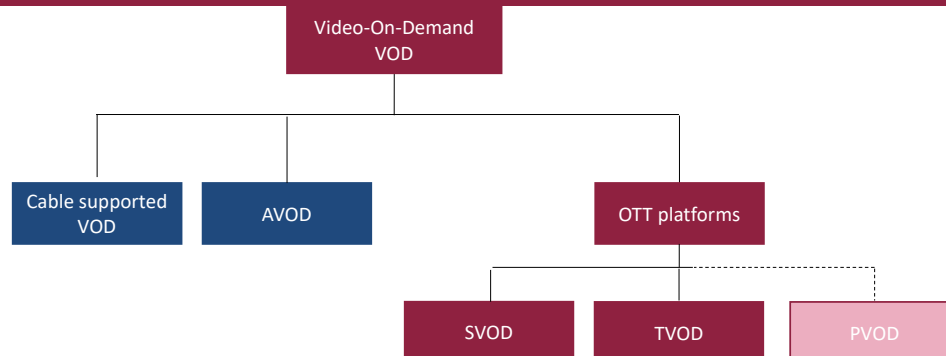 Video-On-Demand
VOD
Cable supported
VOD
AVOD
OTT platforms
SVOD
TVOD
PVOD